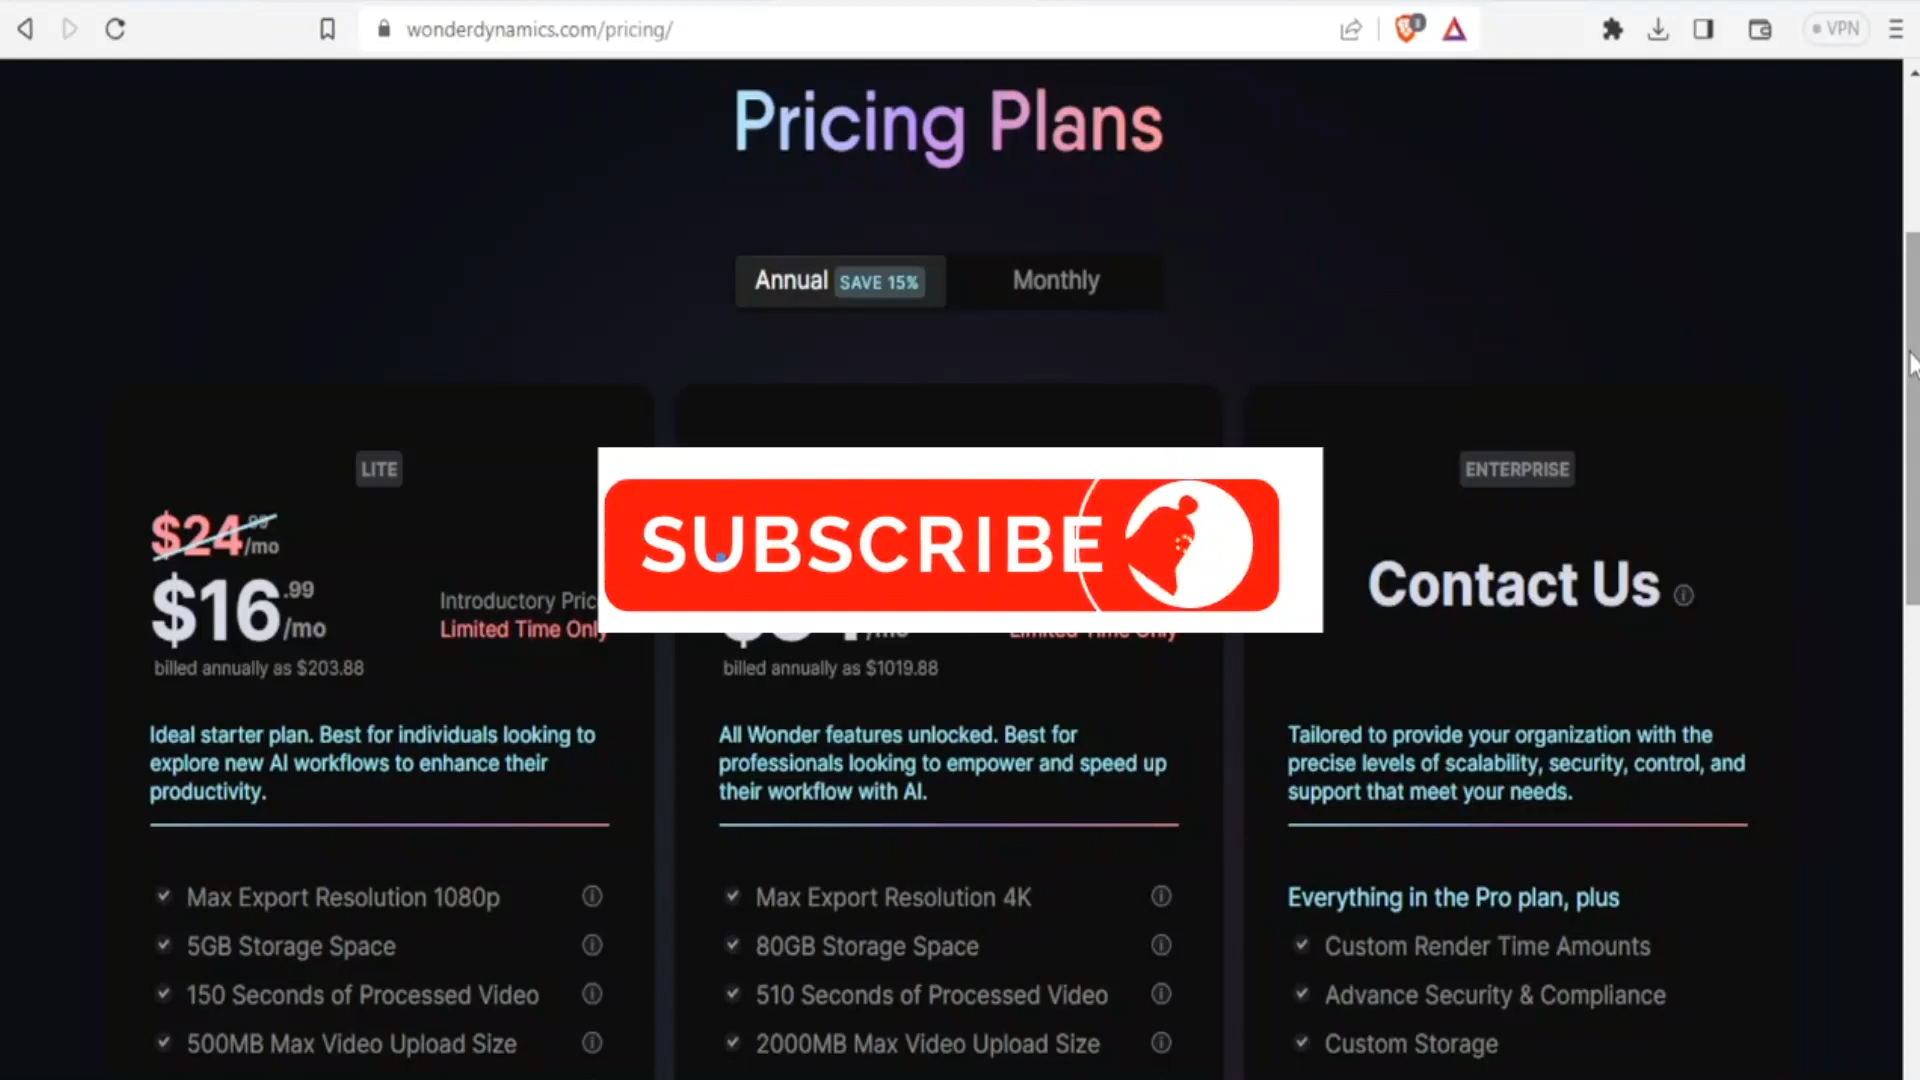 wonderdynamics.com/pricing/
VPN
Pricing Plans
Annual SAVE 15%
Monthly
LITE
$24.99/mo
$16.99/mo
Introductory Pric
Limited Time Only
billed annually as $203.88
Ideal starter plan. Best for individuals looking to
explore new AI workflows to enhance their
productivity.
Max Export Resolution 1080p
5GB Storage Space
150 Seconds of Processed Video
500MB Max Video Upload Size
SUBSCRIBE
Limited Time Only
billed annually as $1019.88
All Wonder features unlocked. Best for
professionals looking to empower and speed up
their workflow with AI.
Max Export Resolution 4K
80GB Storage Space
510 Seconds of Processed Video
2000MB Max Video Upload Size
ENTERPRISE
Contact Us
Tailored to provide your organization with the
precise levels of scalability, security, control, and
support that meet your needs.
Everything in the Pro plan, plus
Custom Render Time Amounts
Advance Security & Compliance
Custom Storage